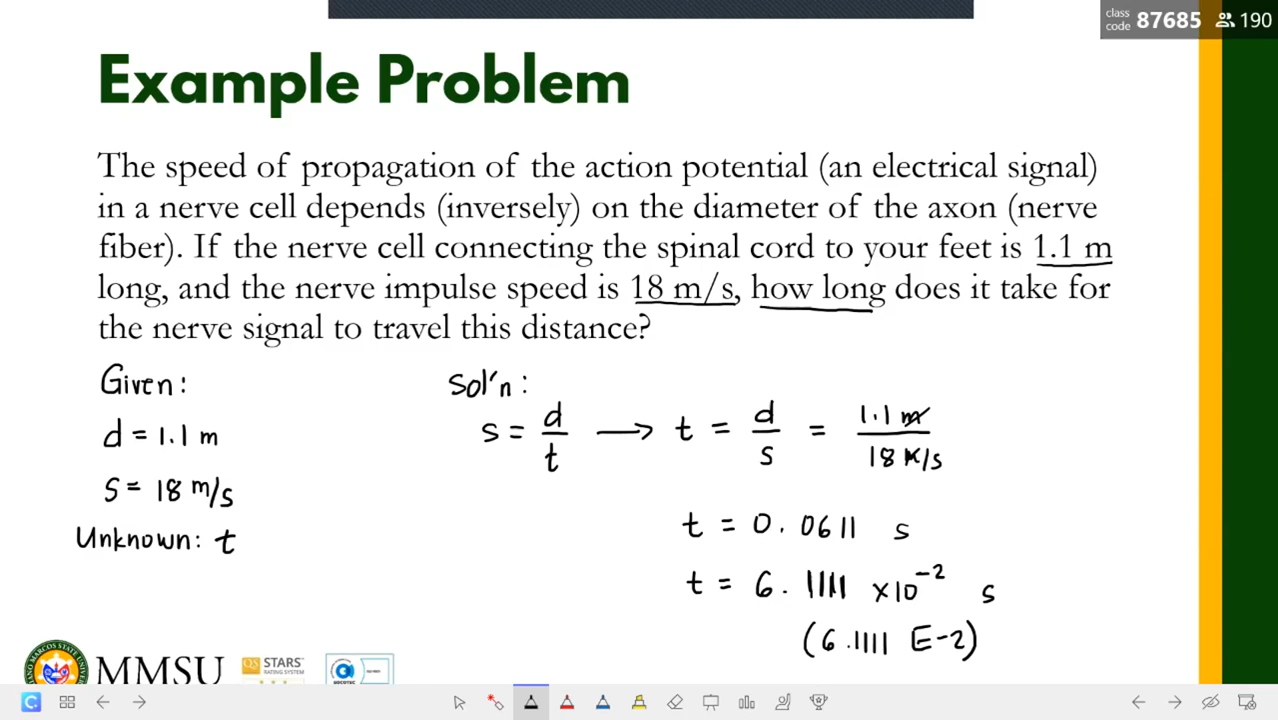 class code 87685 190
Example Problem
The speed of propagation of the action potential (an electrical signal)
in a nerve cell depends (inversely) on the diameter of the axon (nerve
fiber). If the nerve cell connecting the spinal cord to your feet is 1.1 m
long, and the nerve impulse speed is 18 m/s, how long does it take for
the nerve signal to travel this distance?
Given:
d = 1.1 m
s = 18 m/s
Unknown: t
Sol'n:
s = d/t → t = d/s = 1.1 m / 18 m/s
t = 0.0611 s
t = 6.1111 x10⁻² s
(6.1111 E-2)
MMSU
QS STARS
RATING SYSTEM
SOCOTEC